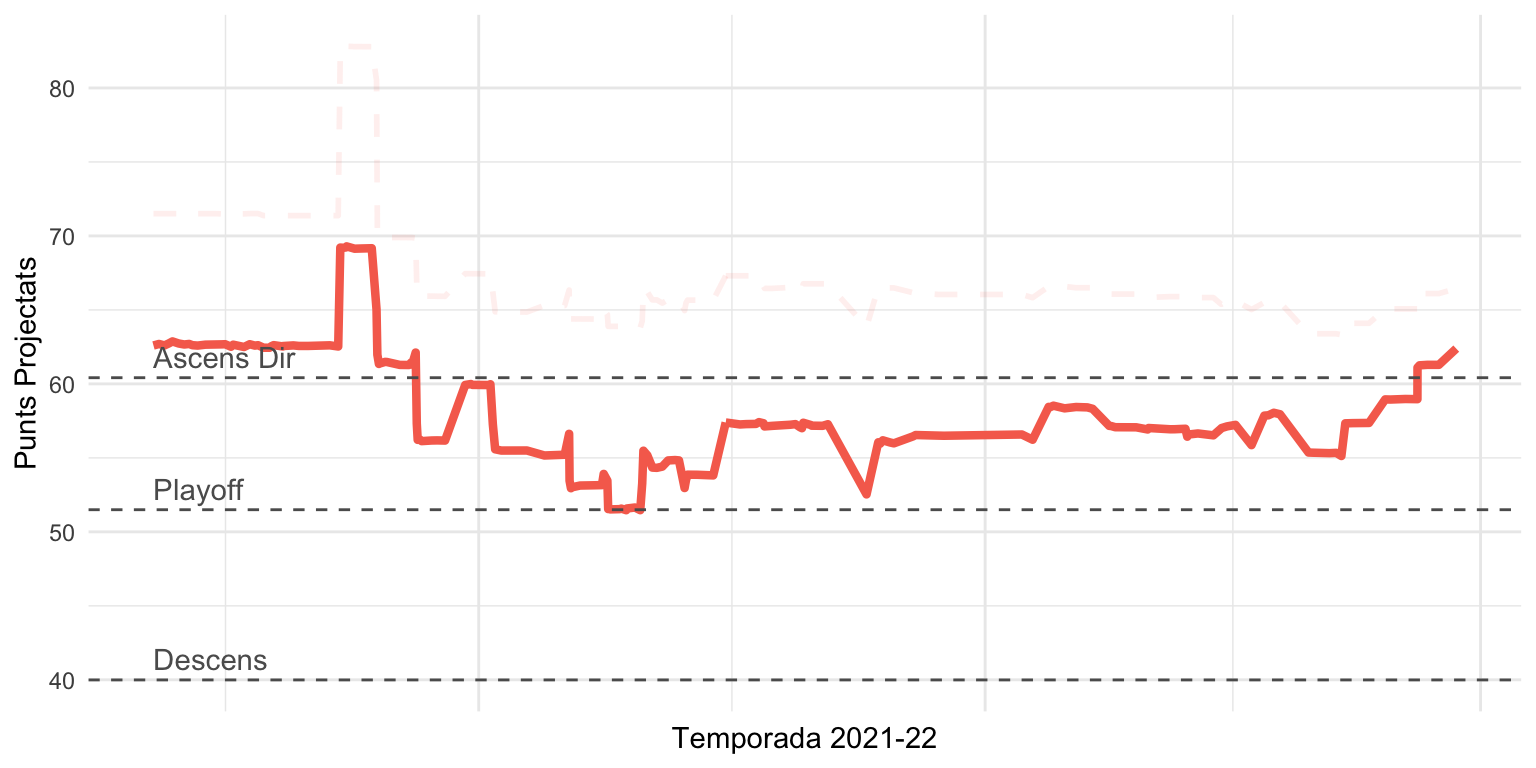 80
70
60
50
40
Punts Projectats
Ascens Dir
Playoff
Descens
Temporada 2021-22